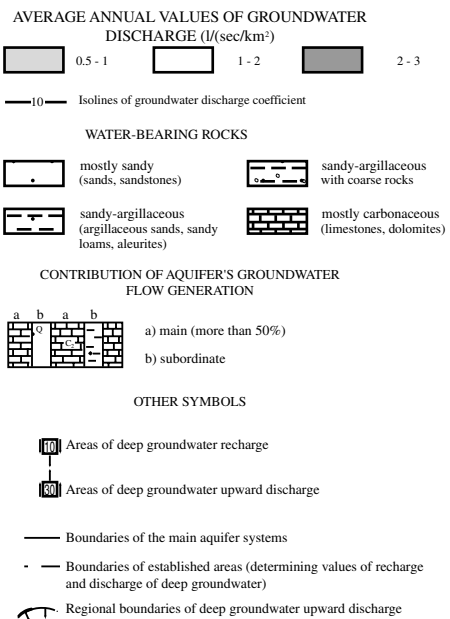 AVERAGE ANNUAL VALUES OF GROUNDWATER
DISCHARGE (l/(sec/km²)
0.5 - 1 1 - 2 2 - 3
10 Isolines of groundwater discharge coefficient
WATER-BEARING ROCKS
mostly sandy
(sands, sandstones)
sandy-argillaceous
with coarse rocks
sandy-argillaceous
(argillaceous sands, sandy
loams, aleurites)
mostly carbonaceous
(limestones, dolomites)
CONTRIBUTION OF AQUIFER'S GROUNDWATER
FLOW GENERATION
a b a b
Q
C₂
a) main (more than 50%)
b) subordinate
OTHER SYMBOLS
10 Areas of deep groundwater recharge
30 Areas of deep groundwater upward discharge
Boundaries of the main aquifer systems
Boundaries of established areas (determining values of recharge
and discharge of deep groundwater)
Regional boundaries of deep groundwater upward discharge